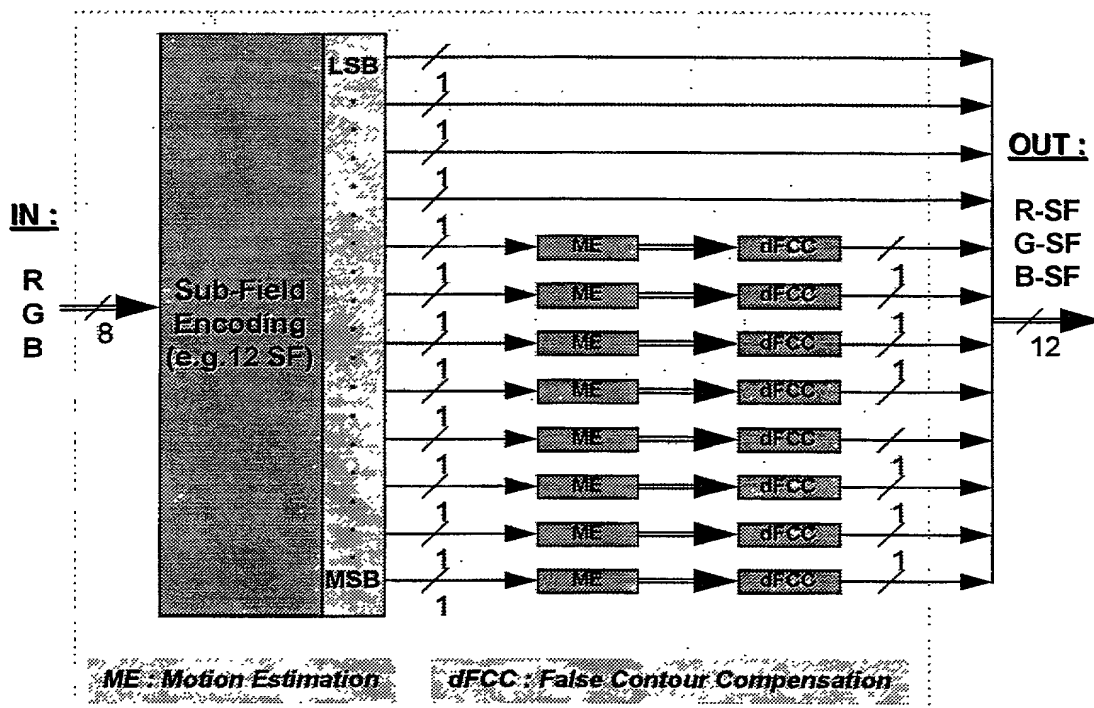 LSB
1
1
1
1
IN :
R
G
B
8
Sub-Field
Encoding
(e.g.12 SF)
OUT :
R-SF
G-SF
B-SF
12
ME dFCC
1 1
ME dFCC
1 1
ME dFCC
1 1
ME dFCC
1 1
ME dFCC
1 1
ME dFCC
1 1
ME dFCC
1 1
MSB
ME dFCC
1 1
ME : Motion Estimation
dFCC : False Contour Compensation